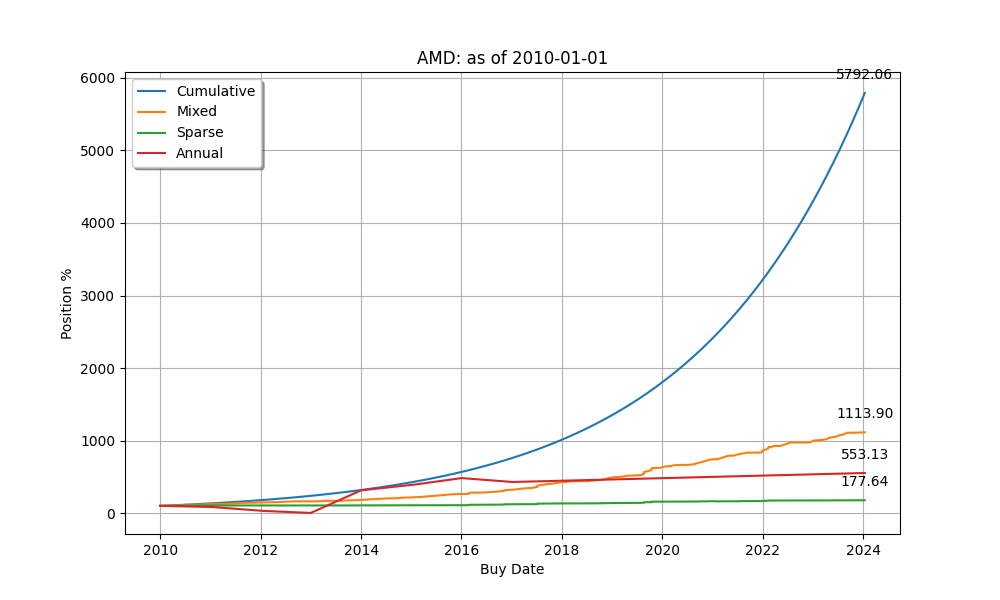 AMD: as of 2010-01-01
5792.06
6000
Cumulative
Mixed
Sparse
Annual
5000
4000
Position %
3000
2000
1113.90
1000
553.13
177.64
0
2010 2012 2014 2016 2018 2020 2022 2024
Buy Date